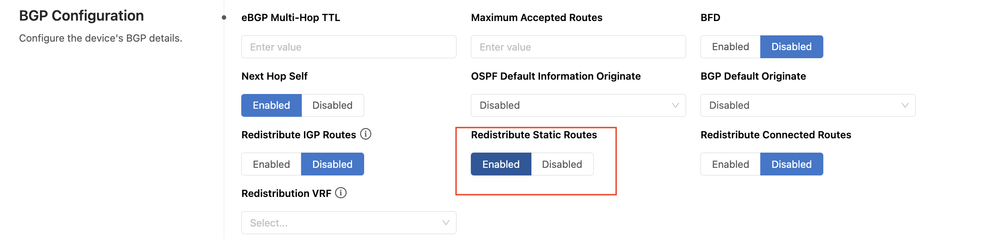 BGP Configuration
Configure the device's BGP details.
eBGP Multi-Hop TTL
Maximum Accepted Routes
BFD
Enter value
Enter value
Enabled
Disabled
Next Hop Self
OSPF Default Information Originate
BGP Default Originate
Enabled
Disabled
Disabled
Disabled
Redistribute IGP Routes
Redistribute Static Routes
Redistribute Connected Routes
Enabled
Disabled
Enabled
Disabled
Enabled
Disabled
Redistribution VRF
Select...